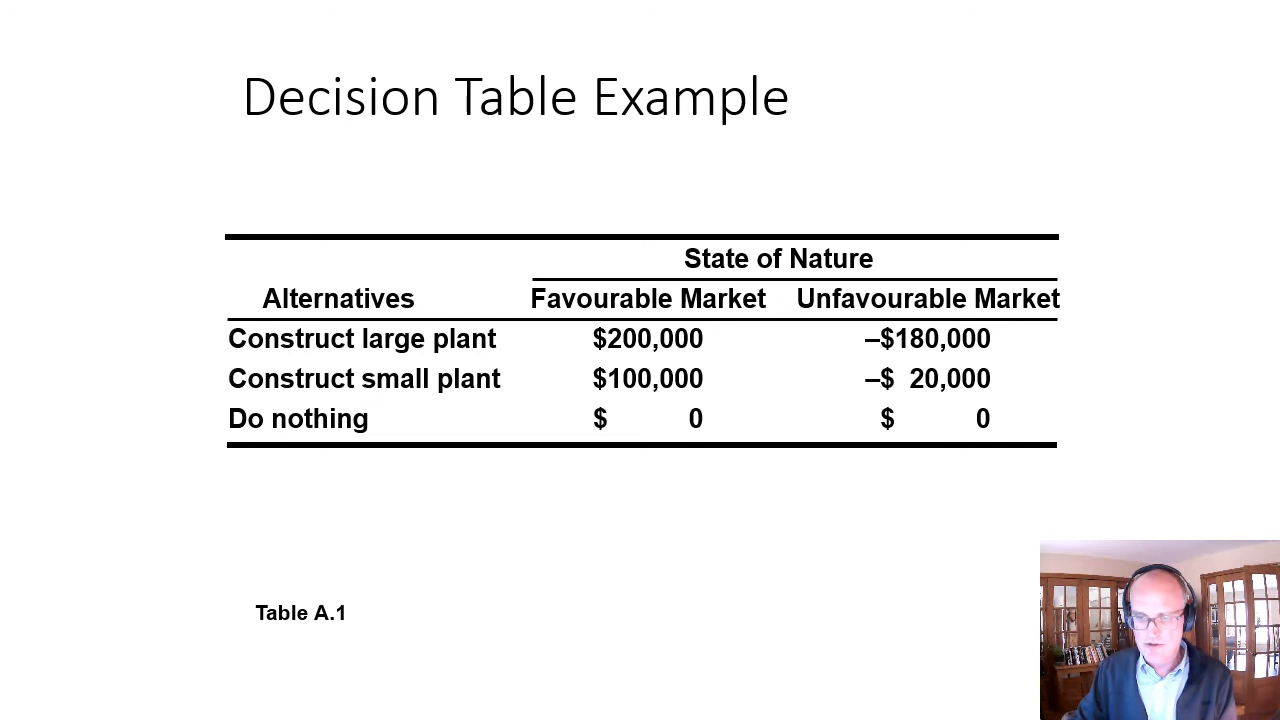 Decision Table Example
State of Nature
Alternatives Favourable Market Unfavourable Market
Construct large plant $200,000 –$180,000
Construct small plant $100,000 –$ 20,000
Do nothing $ 0 $ 0
Table A.1